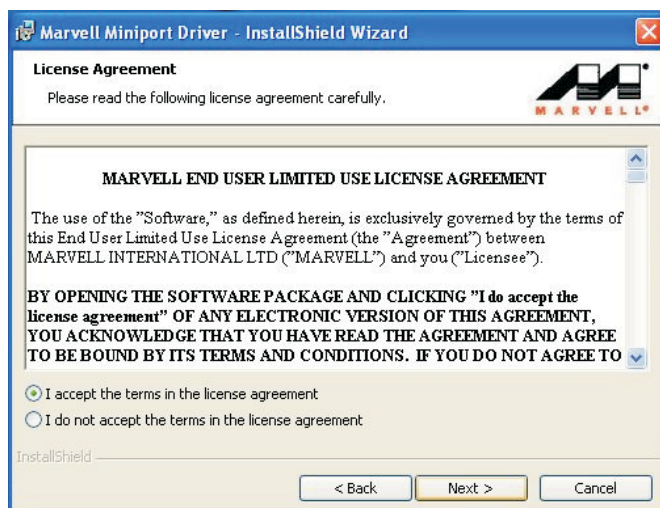 Marvell Miniport Driver - InstallShield Wizard
License Agreement
Please read the following license agreement carefully.
MARVELL®
MARVELL END USER LIMITED USE LICENSE AGREEMENT
The use of the "Software," as defined herein, is exclusively governed by the terms of
this End User Limited Use License Agreement (the "Agreement") between
MARVELL INTERNATIONAL LTD ("MARVELL") and you ("Licensee").
BY OPENING THE SOFTWARE PACKAGE AND CLICKING "I do accept the
license agreement" OF ANY ELECTRONIC VERSION OF THIS AGREEMENT,
YOU ACKNOWLEDGE THAT YOU HAVE READ THE AGREEMENT AND AGREE
TO BE BOUND BY ITS TERMS AND CONDITIONS. IF YOU DO NOT AGREE TO
I accept the terms in the license agreement
I do not accept the terms in the license agreement
InstallShield
< Back Next > Cancel